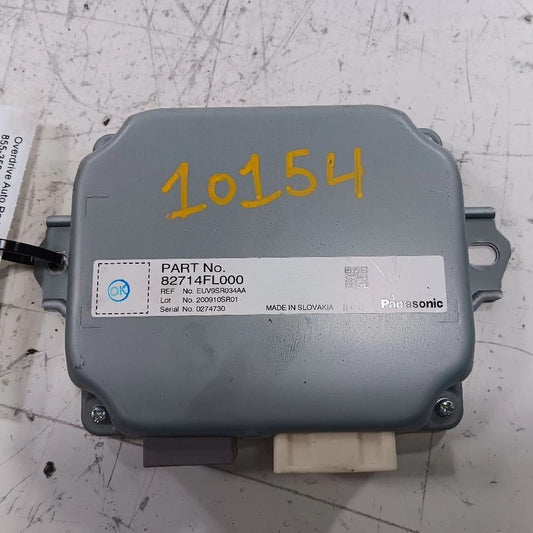 10154
OK
PART No.
82714FL000
REF No. EUV9SR034AA
Lot No. 200910SR01
Serial No. 0274730
MADE IN SLOVAKIA
Panasonic
Overdrive Auto